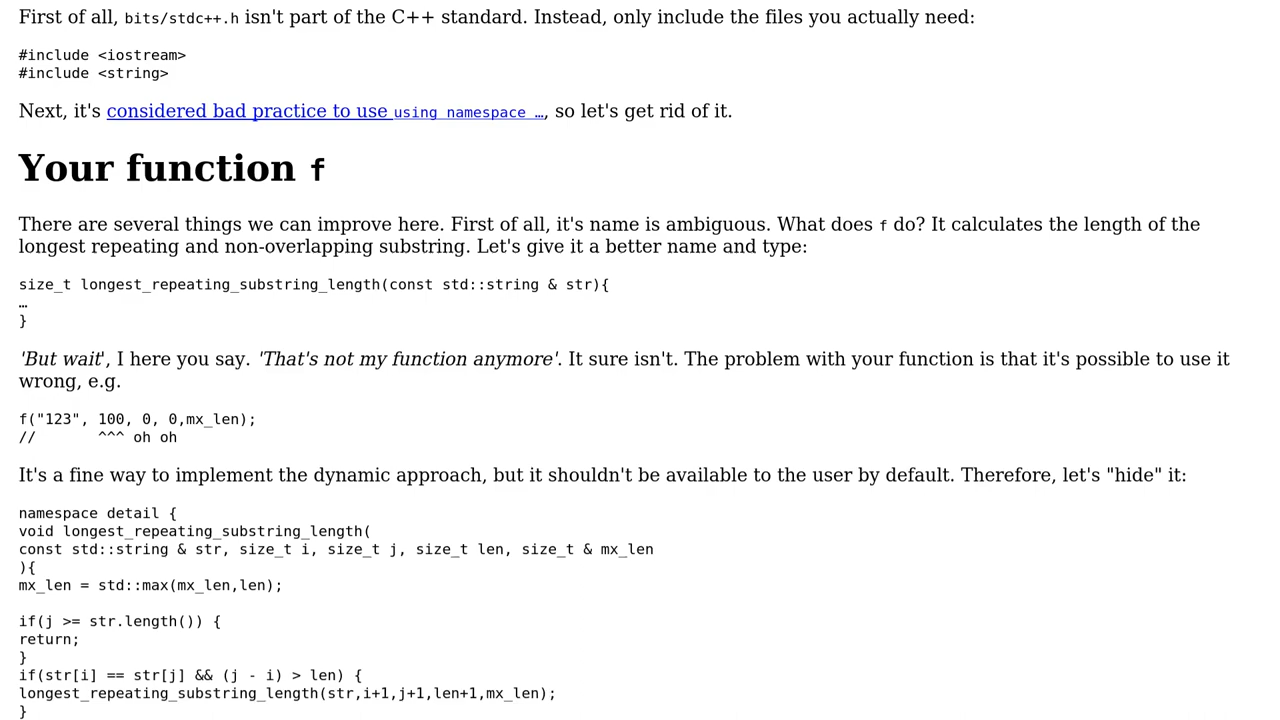 First of all, bits/stdc++.h isn't part of the C++ standard. Instead, only include the files you actually need:
#include <iostream>
#include <string>
Next, it's considered bad practice to use using namespace …, so let's get rid of it.
Your function f
There are several things we can improve here. First of all, it's name is ambiguous. What does f do? It calculates the length of the
longest repeating and non-overlapping substring. Let's give it a better name and type:
size_t longest_repeating_substring_length(const std::string & str){
…
}
'But wait', I here you say. 'That's not my function anymore'. It sure isn't. The problem with your function is that it's possible to use it
wrong, e.g.
f("123", 100, 0, 0,mx_len);
//       ^^^ oh oh
It's a fine way to implement the dynamic approach, but it shouldn't be available to the user by default. Therefore, let's "hide" it:
namespace detail {
void longest_repeating_substring_length(
const std::string & str, size_t i, size_t j, size_t len, size_t & mx_len
){
mx_len = std::max(mx_len,len);
if(j >= str.length()) {
return;
}
if(str[i] == str[j] && (j - i) > len) {
longest_repeating_substring_length(str,i+1,j+1,len+1,mx_len);
}